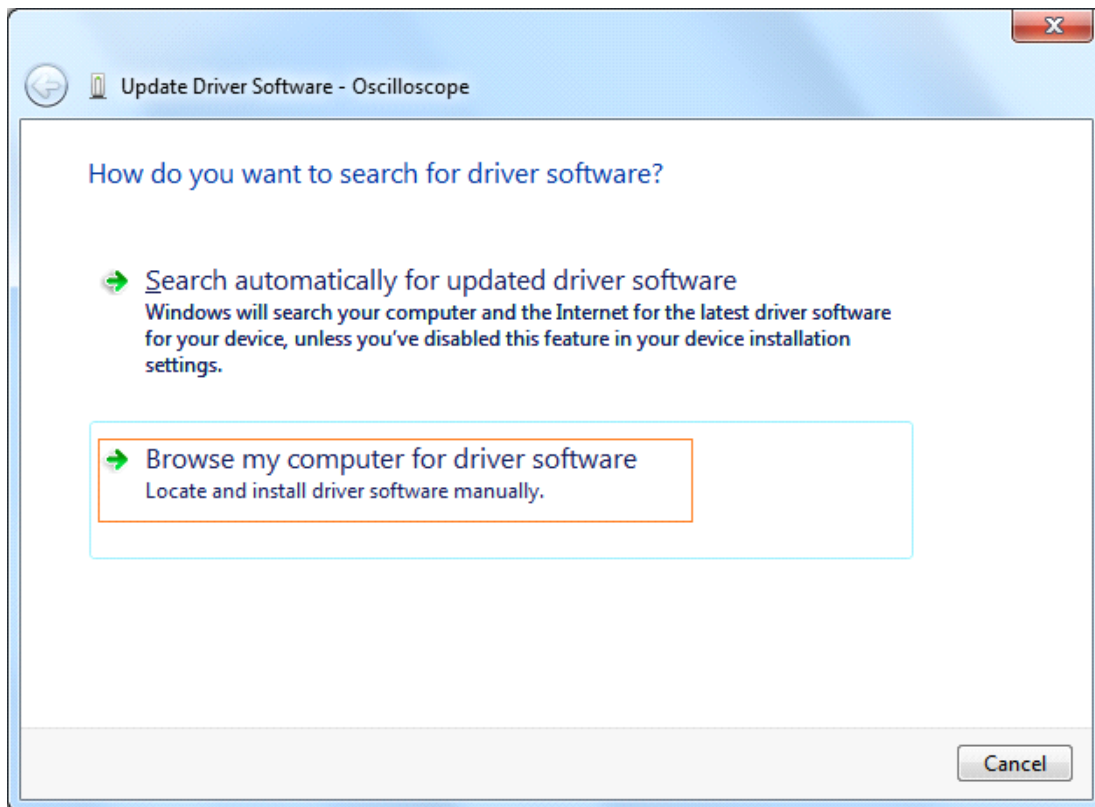 Update Driver Software - Oscilloscope
How do you want to search for driver software?
Search automatically for updated driver software
Windows will search your computer and the Internet for the latest driver software
for your device, unless you've disabled this feature in your device installation
settings.
Browse my computer for driver software
Locate and install driver software manually.
Cancel